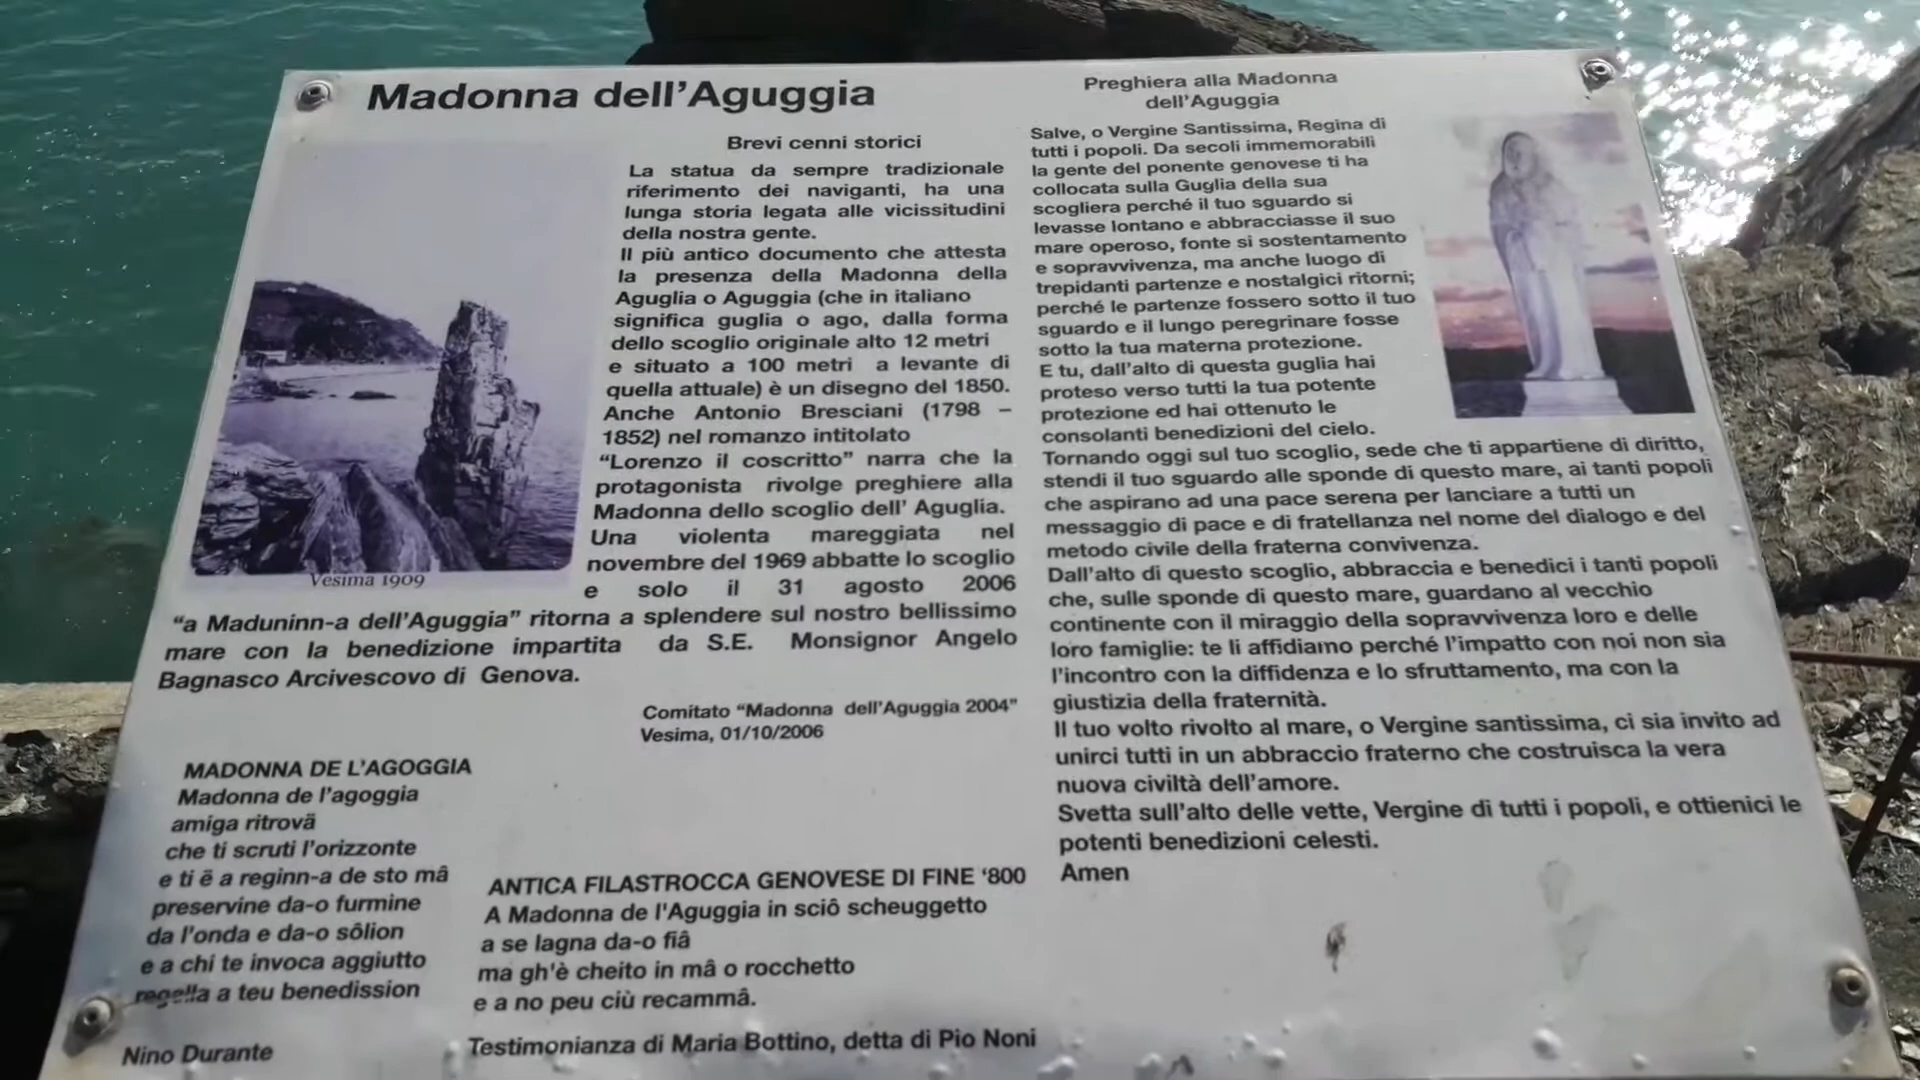 Madonna dell'Aguggia
Brevi cenni storici
La statua da sempre tradizionale
riferimento dei naviganti, ha una
lunga storia legata alle vicissitudini
della nostra gente.
Il più antico documento che attesta
la presenza della Madonna della
Aguglia o Aguggia (che in italiano
significa guglia o ago, dalla forma
dello scoglio originale alto 12 metri
e situato a 100 metri a levante di
quella attuale) è un disegno del 1850.
Anche Antonio Bresciani (1798 –
1852) nel romanzo intitolato
“Lorenzo il coscritto” narra che la
protagonista rivolge preghiere alla
Madonna dello scoglio dell' Aguglia.
Una violenta mareggiata nel
novembre del 1969 abbatte lo scoglio
e solo il 31 agosto 2006
“a Maduninn-a dell'Aguggia” ritorna a splendere sul nostro bellissimo
mare con la benedizione impartita da S.E. Monsignor Angelo
Bagnasco Arcivescovo di Genova.
Vesima 1909
Comitato “Madonna dell'Aguggia 2004”
Vesima, 01/10/2006
MADONNA DE L'AGOGGIA
Madonna de l'agoggia
amiga ritrovä
che ti scruti l'orizzonte
e ti ë a reginn-a de sto mâ
preservine da-o furmine
da l'onda e da-o sôlion
e a chi te invoca aggiutto
regella a teu benedission
Nino Durante
ANTICA FILASTROCCA GENOVESE DI FINE ‘800
A Madonna de l'Aguggia in sciô scheuggetto
a se lagna da-o fiâ
ma gh'è cheito in mâ o rocchetto
e a no peu ciù recammâ.
Testimonianza di Maria Bottino, detta di Pio Noni
Preghiera alla Madonna
dell'Aguggia
Salve, o Vergine Santissima, Regina di
tutti i popoli. Da secoli immemorabili
la gente del ponente genovese ti ha
collocata sulla Guglia della sua
scogliera perché il tuo sguardo si
levasse lontano e abbracciasse il suo
mare operoso, fonte si sostentamento
e sopravvivenza, ma anche luogo di
trepidanti partenze e nostalgici ritorni;
perché le partenze fossero sotto il tuo
sguardo e il lungo peregrinare fosse
sotto la tua materna protezione.
E tu, dall'alto di questa guglia hai
proteso verso tutti la tua potente
protezione ed hai ottenuto le
consolanti benedizioni del cielo.
Tornando oggi sul tuo scoglio, sede che ti appartiene di diritto,
stendi il tuo sguardo alle sponde di questo mare, ai tanti popoli
che aspirano ad una pace serena per lanciare a tutti un
messaggio di pace e di fratellanza nel nome del dialogo e del
metodo civile della fraterna convivenza.
Dall'alto di questo scoglio, abbraccia e benedici i tanti popoli
che, sulle sponde di questo mare, guardano al vecchio
continente con il miraggio della sopravvivenza loro e delle
loro famiglie: te li affidiamo perché l'impatto con noi non sia
l'incontro con la diffidenza e lo sfruttamento, ma con la
giustizia della fraternità.
Il tuo volto rivolto al mare, o Vergine santissima, ci sia invito ad
unirci tutti in un abbraccio fraterno che costruisca la vera
nuova civiltà dell'amore.
Svetta sull'alto delle vette, Vergine di tutti i popoli, e ottienici le
potenti benedizioni celesti.
Amen